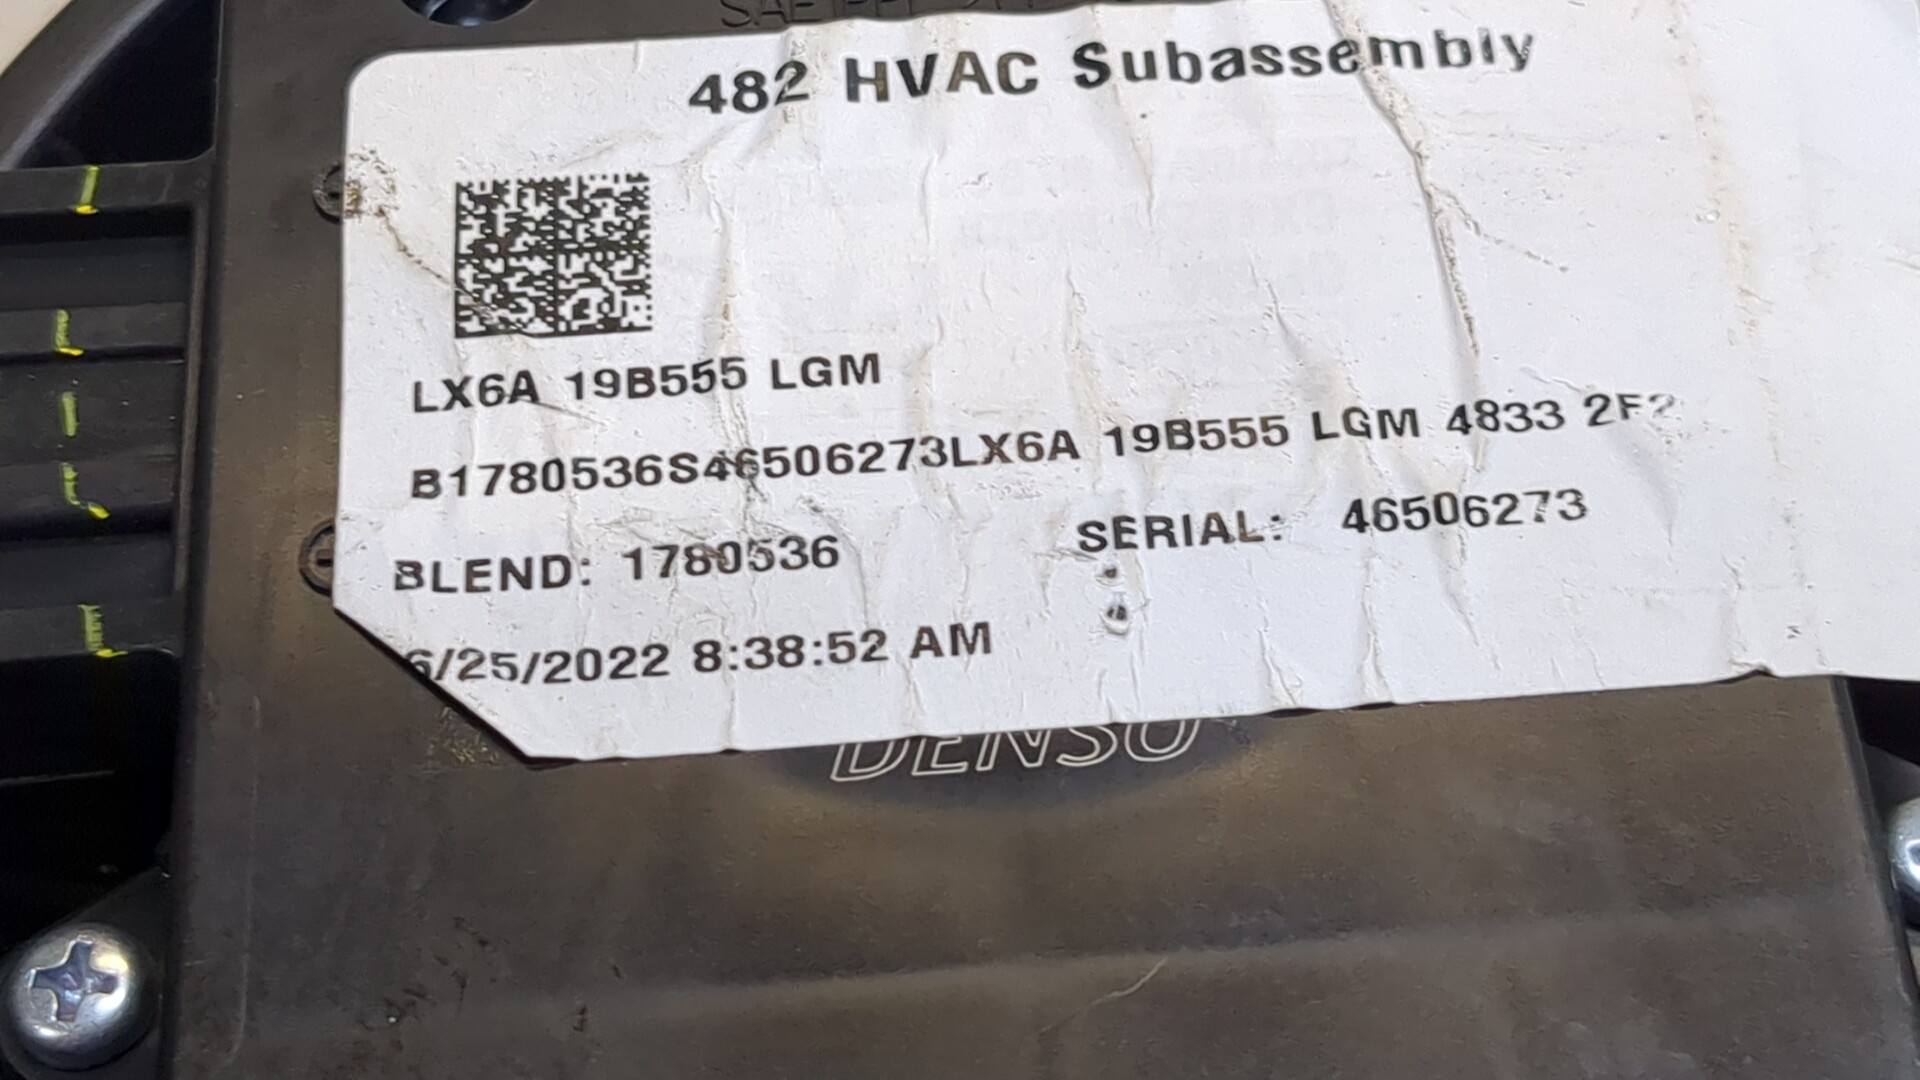 482 HVAC Subassembly
LX6A 19B555 LGM
B1780536S46506273LX6A 19B555 LGM 4833
BLEND: 1780536 SERIAL: 46506273
6/25/2022 8:38:52 AM
DENSO